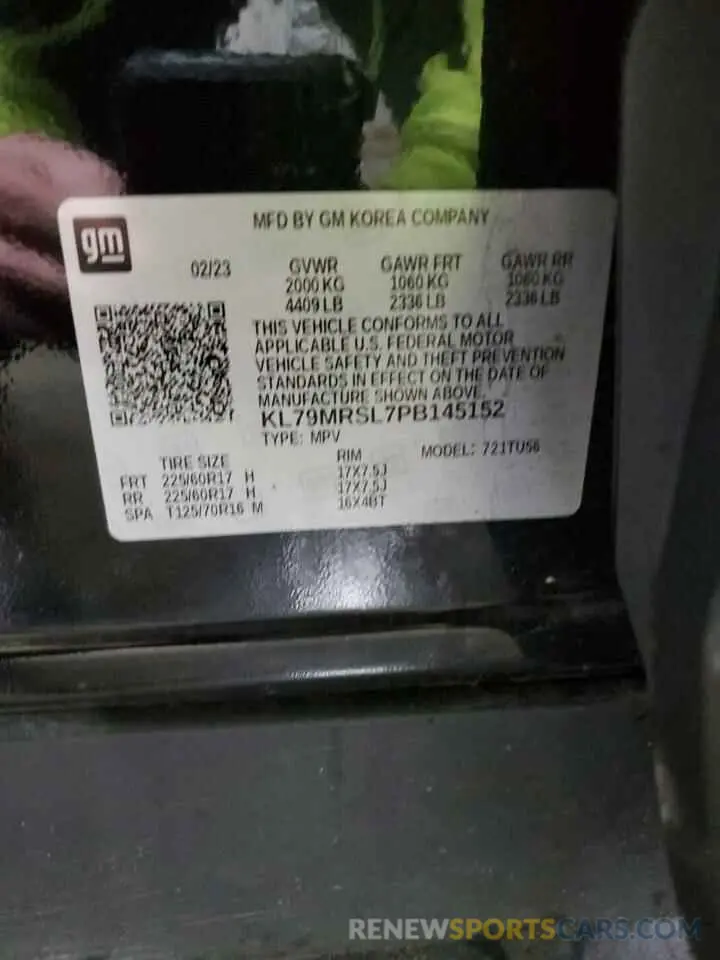 gm
MFD BY GM KOREA COMPANY
02/23 GVWR GAWR FRT GAWR RR
2000 KG 1060 KG 1060 KG
4409 LB 2336 LB 2336 LB
THIS VEHICLE CONFORMS TO ALL
APPLICABLE U.S. FEDERAL MOTOR
VEHICLE SAFETY AND THEFT PREVENTION
STANDARDS IN EFFECT ON THE DATE OF
MANUFACTURE SHOWN ABOVE.
KL79MRSL7PB145152
TYPE: MPV MODEL: 721TU56
TIRE SIZE RIM
FRT 225/60R17 H 17X7.5J
RR 225/60R17 H 17X7.5J
SPA T125/70R16 M 16X4BT
RENEWSPORTSCARS.COM